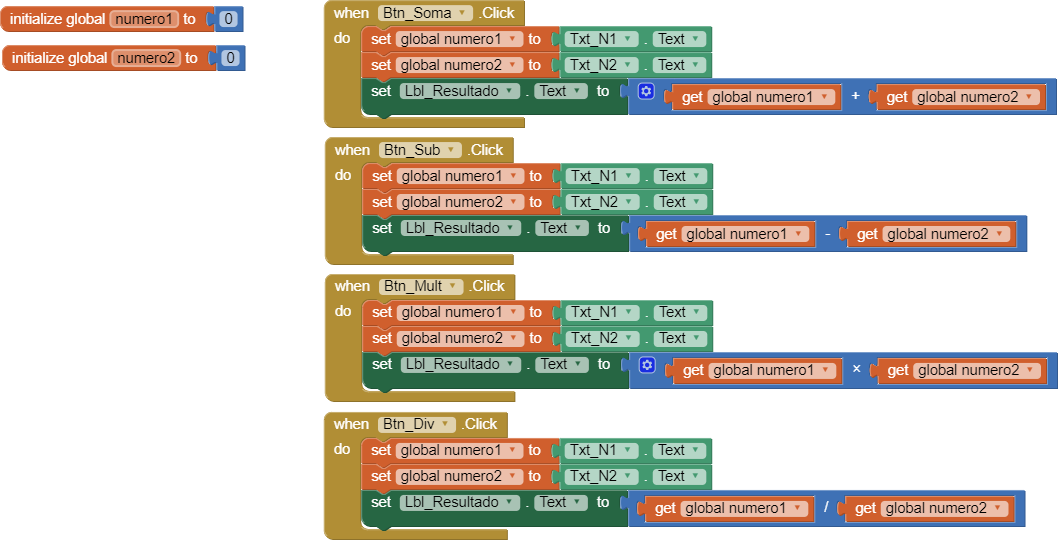 initialize global numero1 to 0
initialize global numero2 to 0
when Btn_Soma .Click
do set global numero1 to Txt_N1 . Text
set global numero2 to Txt_N2 . Text
set Lbl_Resultado . Text to get global numero1 + get global numero2
when Btn_Sub .Click
do set global numero1 to Txt_N1 . Text
set global numero2 to Txt_N2 . Text
set Lbl_Resultado . Text to get global numero1 - get global numero2
when Btn_Mult .Click
do set global numero1 to Txt_N1 . Text
set global numero2 to Txt_N2 . Text
set Lbl_Resultado . Text to get global numero1 × get global numero2
when Btn_Div .Click
do set global numero1 to Txt_N1 . Text
set global numero2 to Txt_N2 . Text
set Lbl_Resultado . Text to get global numero1 / get global numero2